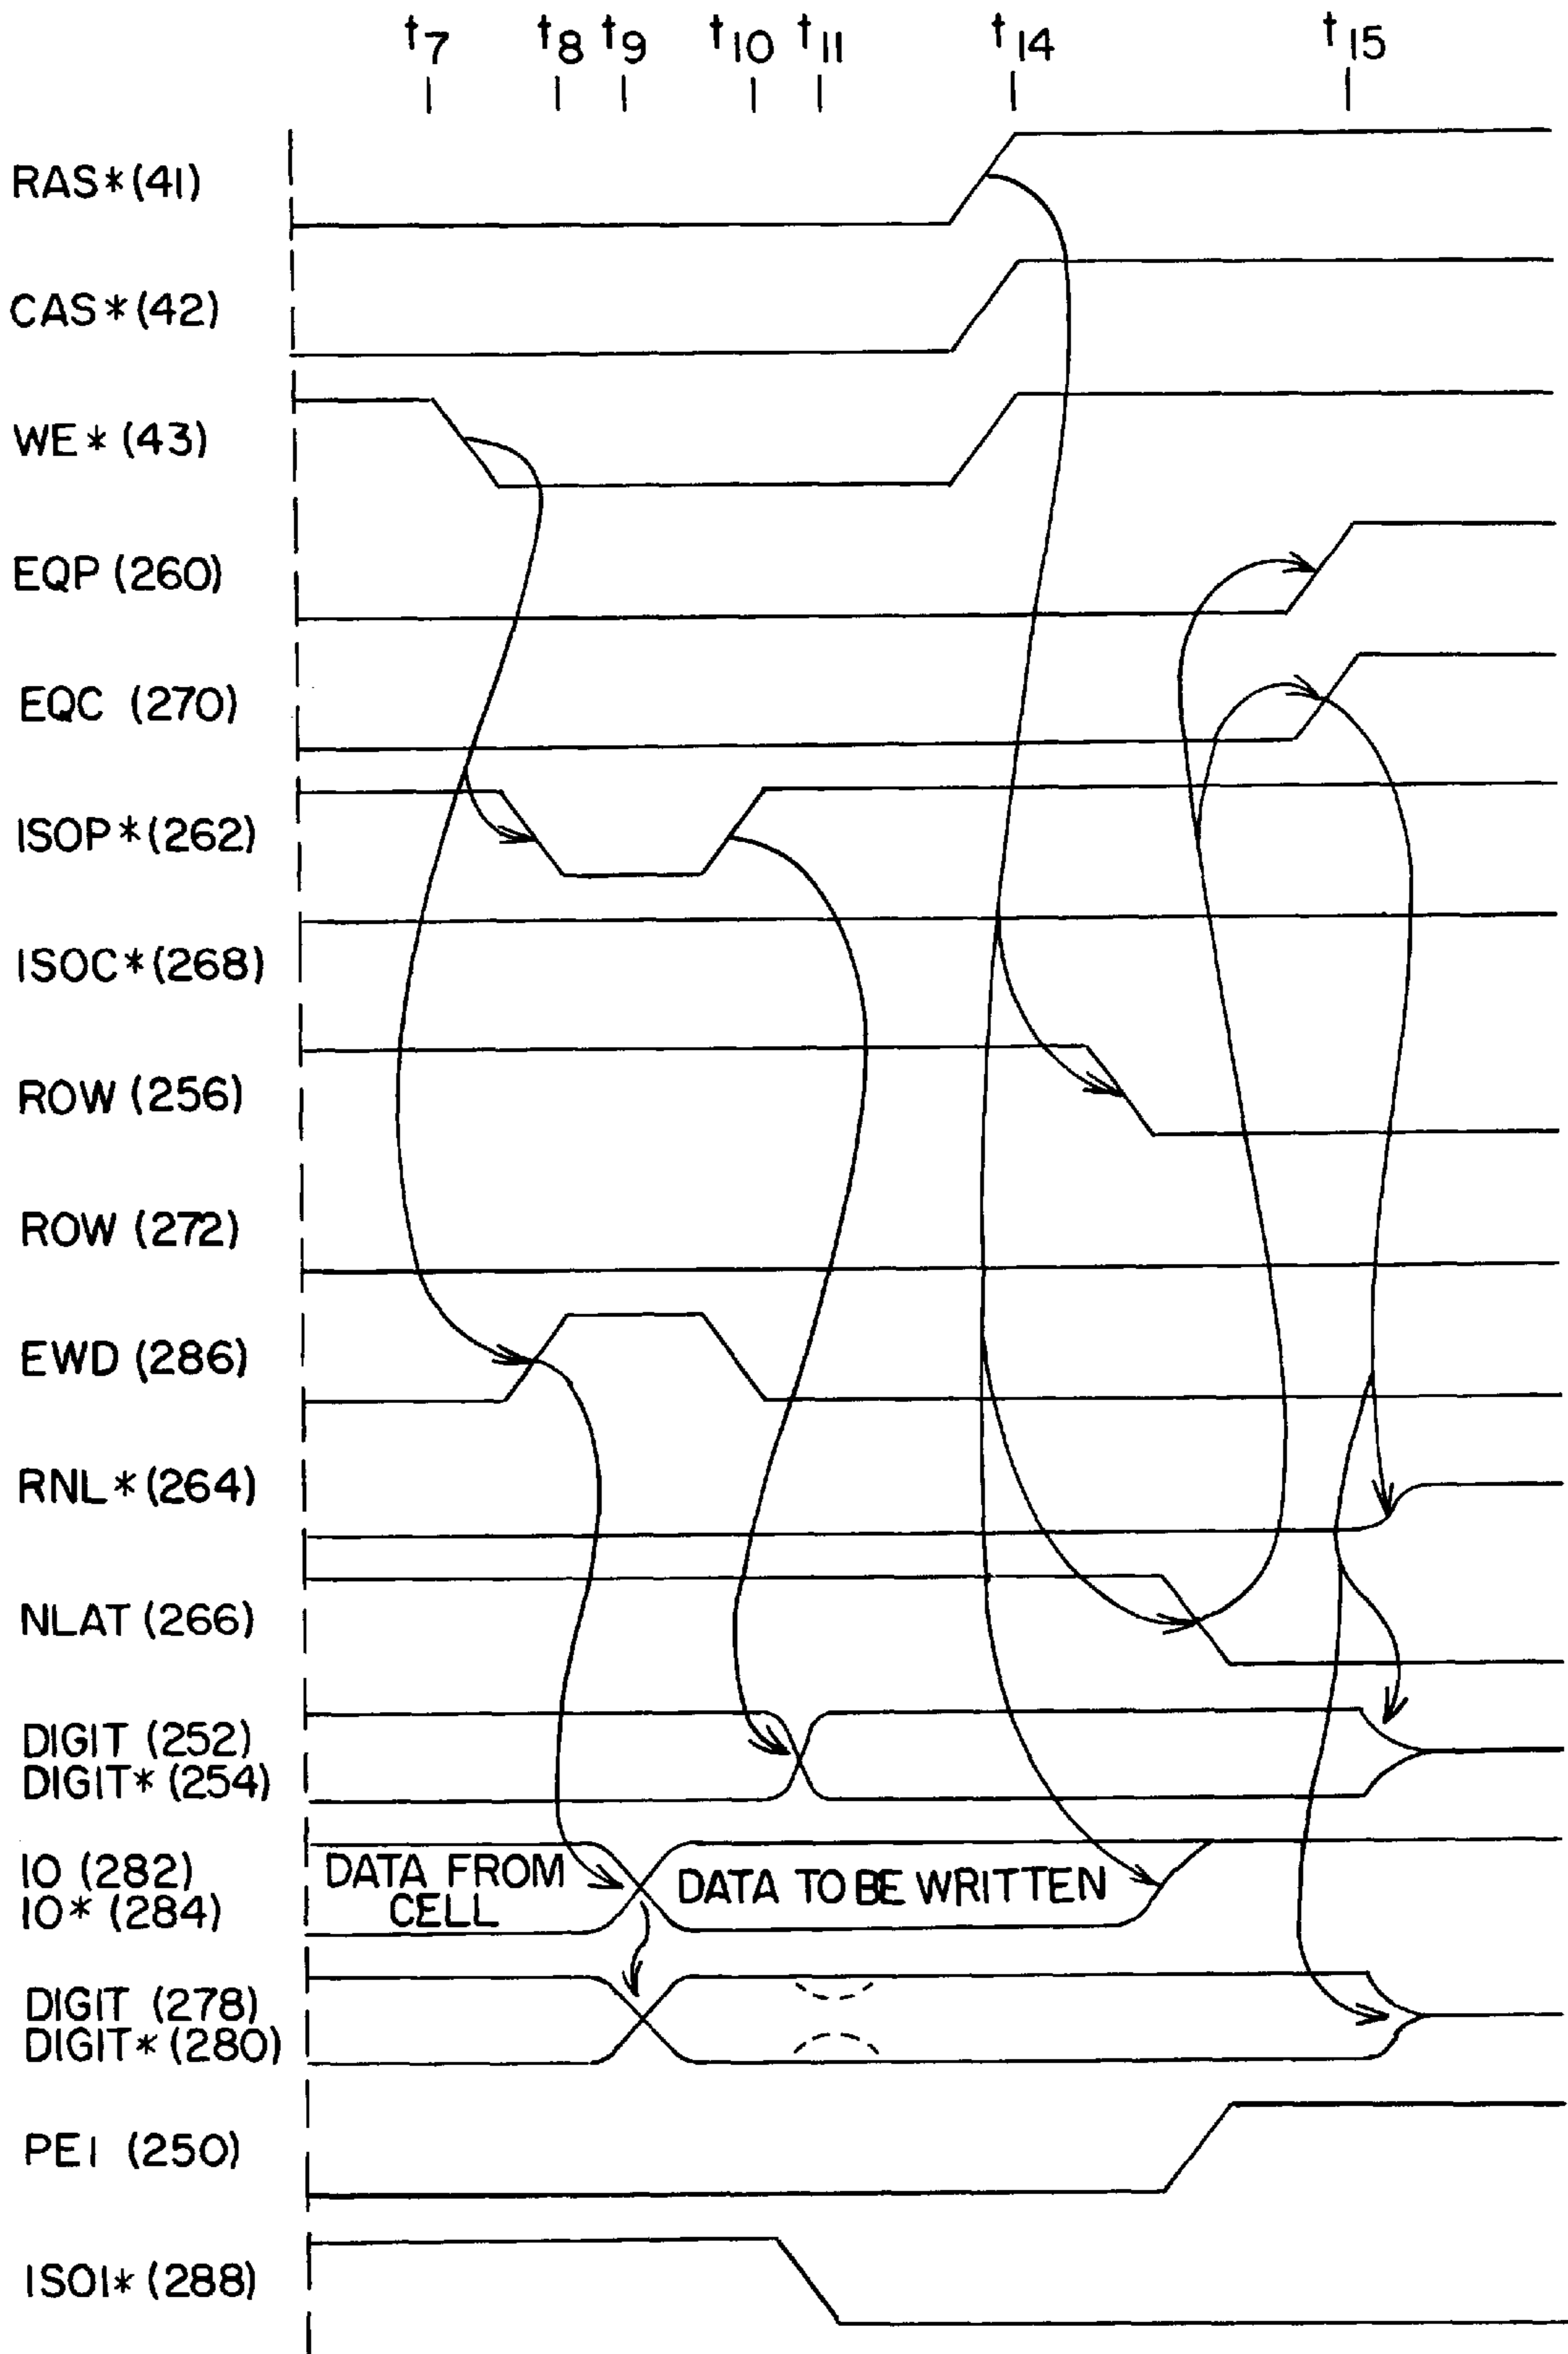 t7 t8 t9 t10 t11 t14 t15
RAS*(41)
CAS*(42)
WE*(43)
EQP (260)
EQC (270)
ISOP*(262)
ISOC*(268)
ROW (256)
ROW (272)
EWD (286)
RNL*(264)
NLAT (266)
DIGIT (252)
DIGIT* (254)
IO (282)
IO* (284)
DATA FROM
CELL
DATA TO BE WRITTEN
DIGIT (278)
DIGIT* (280)
PEI (250)
ISOI* (288)